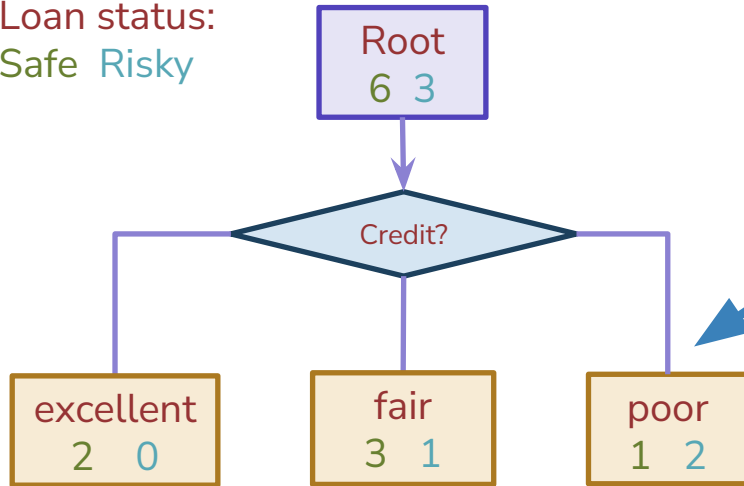 Loan status:
Safe Risky
Root
6 3
Credit?
excellent
2 0
fair
3 1
poor
1 2